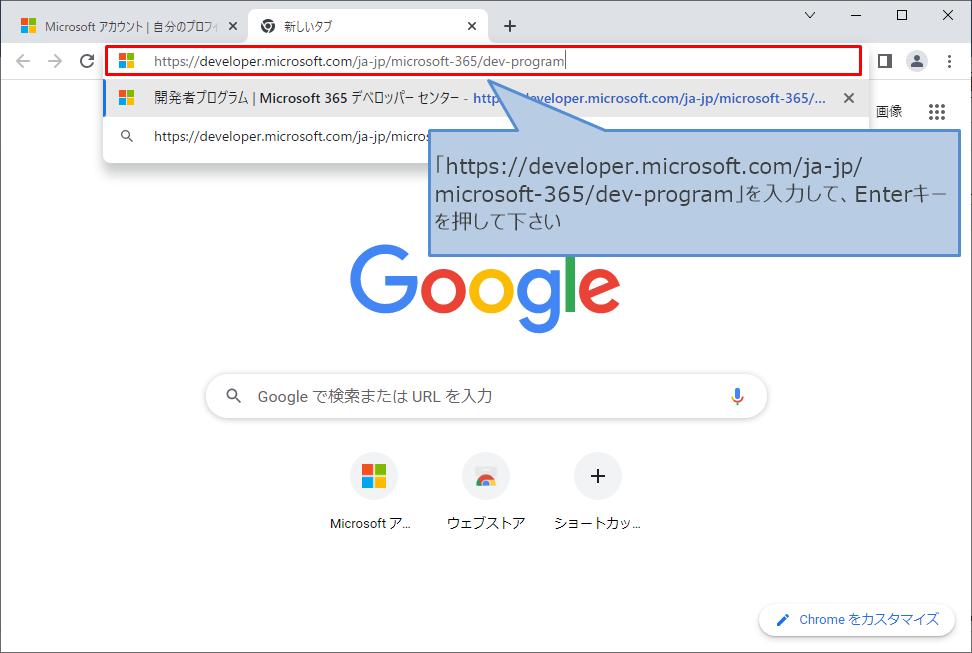 Microsoft アカウント | 自分のプロフィ
新しいタブ
https://developer.microsoft.com/ja-jp/microsoft-365/dev-program
開発者プログラム | Microsoft 365 デベロッパー センター - https://developer.microsoft.com/ja-jp/microsoft-365/...
画像
https://developer.microsoft.com/ja-jp/micros
「https://developer.microsoft.com/ja-jp/
microsoft-365/dev-program」を入力して、Enterキー
を押して下さい
Google
Google で検索または URL を入力
Microsoft ア...
ウェブストア
ショートカッ...
Chrome をカスタマイズ